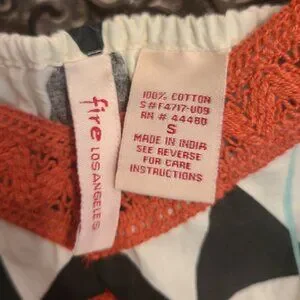 fire
LOS ANGELES
100% COTTON
S#F4717-U09
RN # 44480
S
MADE IN INDIA
SEE REVERSE
FOR CARE
INSTRUCTIONS